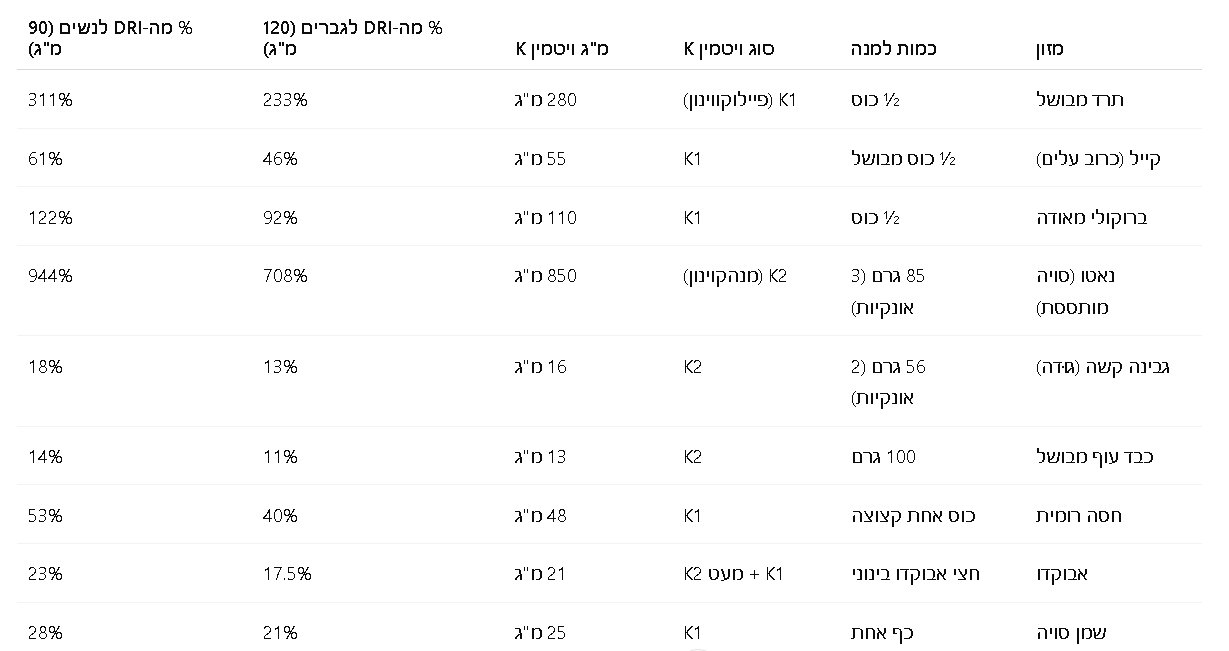 מזון כמות למנה סוג ויטמין K מ"ג ויטמין K % מה-DRI לגברים (120 מ"ג) % מה-DRI לנשים (90 מ"ג)
תרד מבושל ½ כוס K1 (פיילוקווינון) 280 מ"ג 233% 311%
קייל (כרוב עלים) ½ כוס מבושל K1 55 מ"ג 46% 61%
ברוקולי מאודה ½ כוס K1 110 מ"ג 92% 122%
נאטו (סויה מותססת) 85 גרם (3 אונקיות) K2 (מנהקוינון) 850 מ"ג 708% 944%
גבינה קשה (גודה) 56 גרם (2 אונקיות) K2 16 מ"ג 13% 18%
כבד עוף מבושל 100 גרם K2 13 מ"ג 11% 14%
חסה רומית כוס אחת קצוצה K1 48 מ"ג 40% 53%
אבוקדו חצי אבוקדו בינוני K1 + מעט K2 21 מ"ג 17.5% 23%
שמן סויה כף אחת K1 25 מ"ג 21% 28%